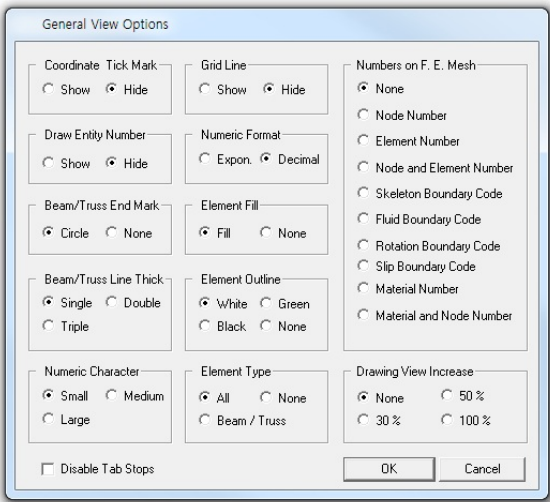 General View Options
Coordinate Tick Mark
Show Hide
Grid Line
Show Hide
Numbers on F. E. Mesh
None
Node Number
Element Number
Node and Element Number
Skeleton Boundary Code
Fluid Boundary Code
Rotation Boundary Code
Slip Boundary Code
Material Number
Material and Node Number
Draw Entity Number
Show Hide
Numeric Format
Expon. Decimal
Beam/Truss End Mark
Circle None
Element Fill
Fill None
Beam/Truss Line Thick
Single Double
Triple
Element Outline
White Green
Black None
Numeric Character
Small Medium
Large
Element Type
All None
Beam / Truss
Drawing View Increase
None 50 %
30 % 100 %
Disable Tab Stops
OK Cancel